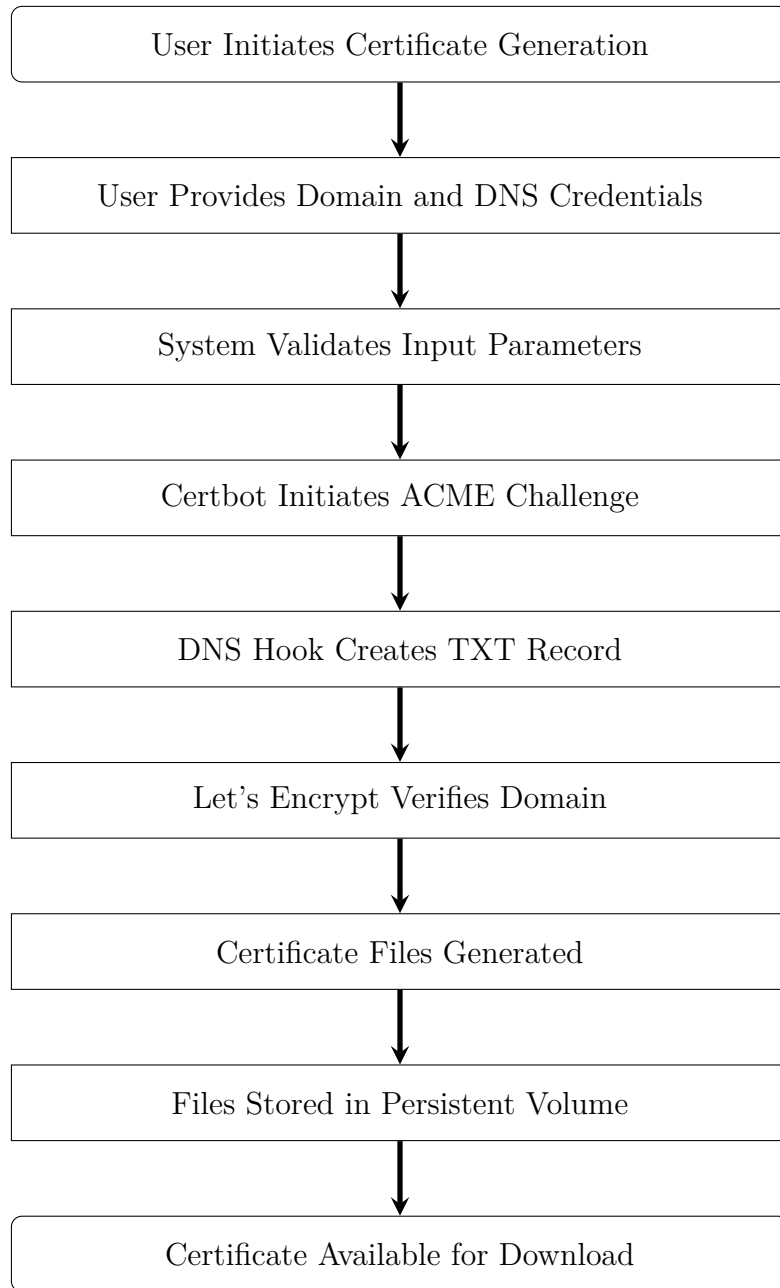 User Initiates Certificate Generation
User Provides Domain and DNS Credentials
System Validates Input Parameters
Certbot Initiates ACME Challenge
DNS Hook Creates TXT Record
Let's Encrypt Verifies Domain
Certificate Files Generated
Files Stored in Persistent Volume
Certificate Available for Download